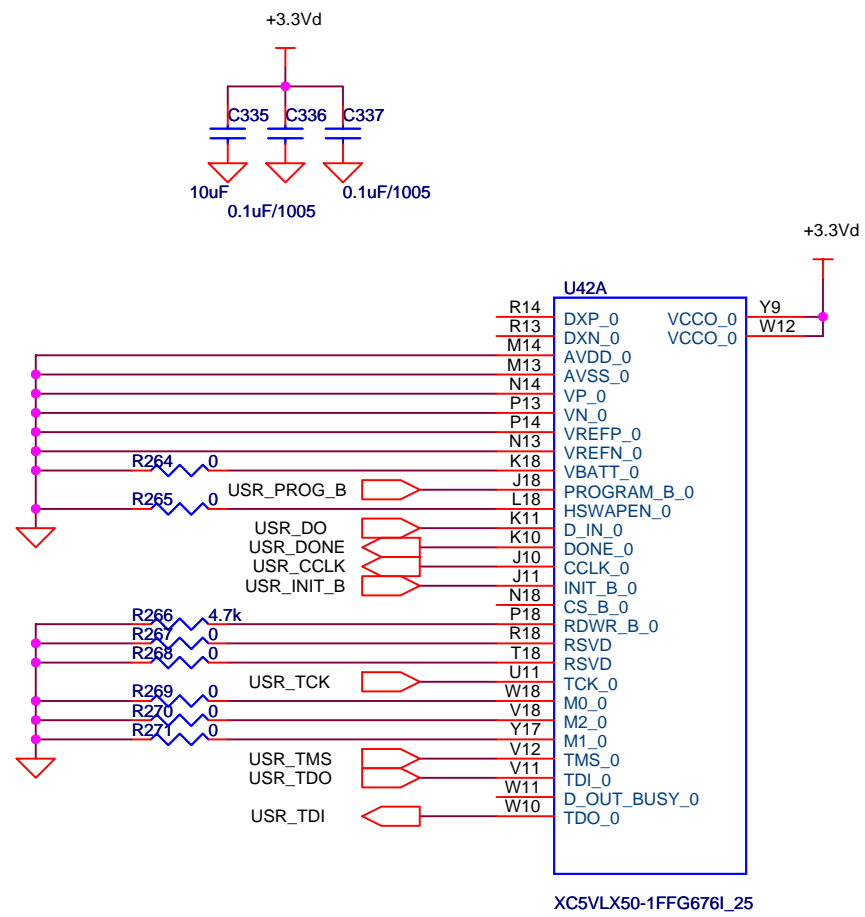 +3.3Vd
C335 C336 C337
10uF 0.1uF/1005
0.1uF/1005
+3.3Vd
U42A
R14 DXP_0 VCCO_0 Y9
R13 DXN_0 VCCO_0 W12
M14 AVDD_0
M13 AVSS_0
N14 VP_0
P13 VN_0
P14 VREFP_0
N13 VREFN_0
R264 0 K18 VBATT_0
USR_PROG_B J18 PROGRAM_B_0
R265 0 L18 HSWAPEN_0
USR_DO K11 D_IN_0
USR_DONE K10 DONE_0
USR_CCLK J10 CCLK_0
USR_INIT_B J11 INIT_B_0
N18 CS_B_0
R266 4.7k P18 RDWR_B_0
R267 0 R18 RSVD
R268 0 T18 RSVD
USR_TCK U11 TCK_0
R269 0 W18 M0_0
R270 0 V18 M2_0
R271 0 Y17 M1_0
USR_TMS V12 TMS_0
USR_TDO V11 TDI_0
W11 D_OUT_BUSY_0
USR_TDI W10 TDO_0
XC5VLX50-1FFG676I_25